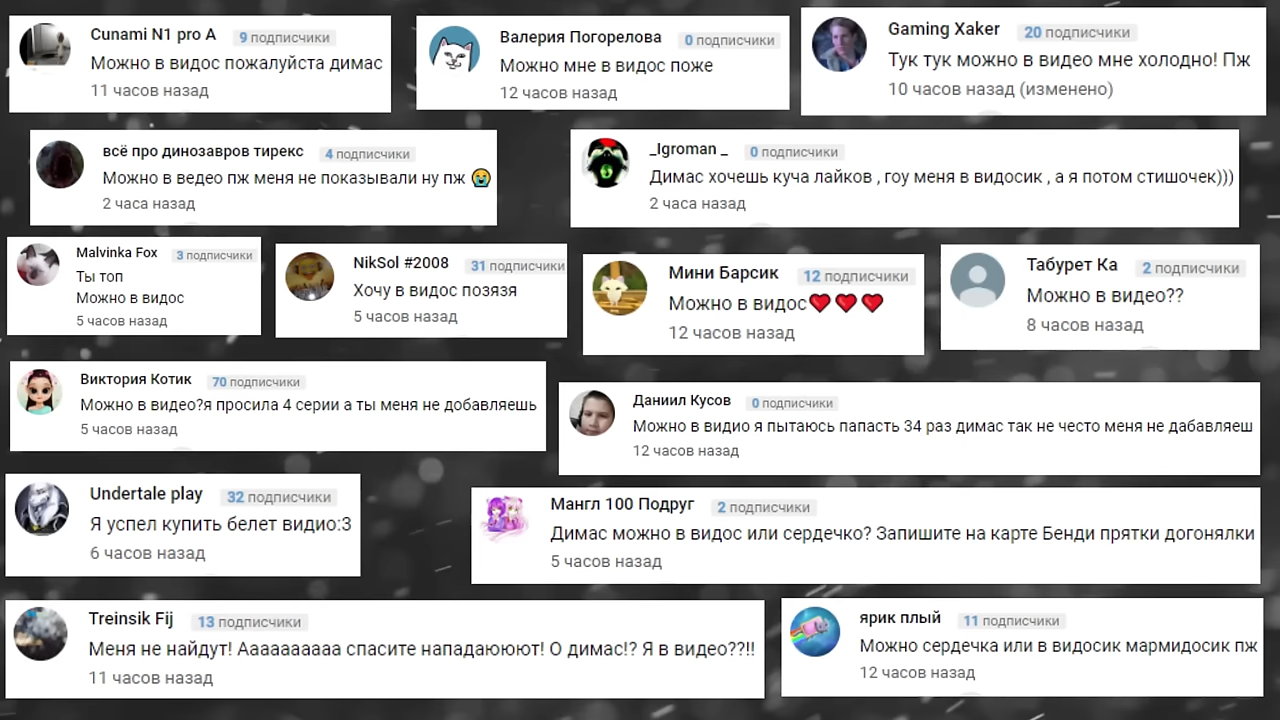 Cunami N1 pro A 9 подписчики
Можно в видос пожалуйста димас
11 часов назад
Валерия Погорелова 0 подписчики
Можно мне в видос поже
12 часов назад
Gaming Xaker 20 подписчики
Тук тук можно в видео мне холодно! Пж
10 часов назад (изменено)
всё про динозавров тирекс 4 подписчики
Можно в ведео пж меня не показывали ну пж 😭
2 часа назад
_Igroman _ 0 подписчики
Димас хочешь куча лайков , гоу меня в видосик , а я потом стишочек)))
2 часа назад
Malvinka Fox 3 подписчики
Ты топ
Можно в видос
5 часов назад
NikSol #2008 31 подписчики
Хочу в видос позязя
5 часов назад
Мини Барсик 12 подписчики
Можно в видос❤❤❤
12 часов назад
Табурет Ка 2 подписчики
Можно в видео??
8 часов назад
Виктория Котик 70 подписчики
Можно в видео?я просила 4 серии а ты меня не добавляешь
5 часов назад
Даниил Кусов 0 подписчики
Можно в видио я пытаюсь папасть 34 раз димас так не често меня не дабавляеш
12 часов назад
Undertale play 32 подписчики
Я успел купить белет видио:3
6 часов назад
Мангл 100 Подруг 2 подписчики
Димас можно в видос или сердечко? Запишите на карте Бенди прятки догонялки
5 часов назад
Treinsik Fij 13 подписчики
Меня не найдут! Аааааааааа спасите нападаююют! О димас!? Я в видео??!!
11 часов назад
ярик плый 11 подписчики
Можно сердечка или в видосик мармидосик пж
12 часов назад